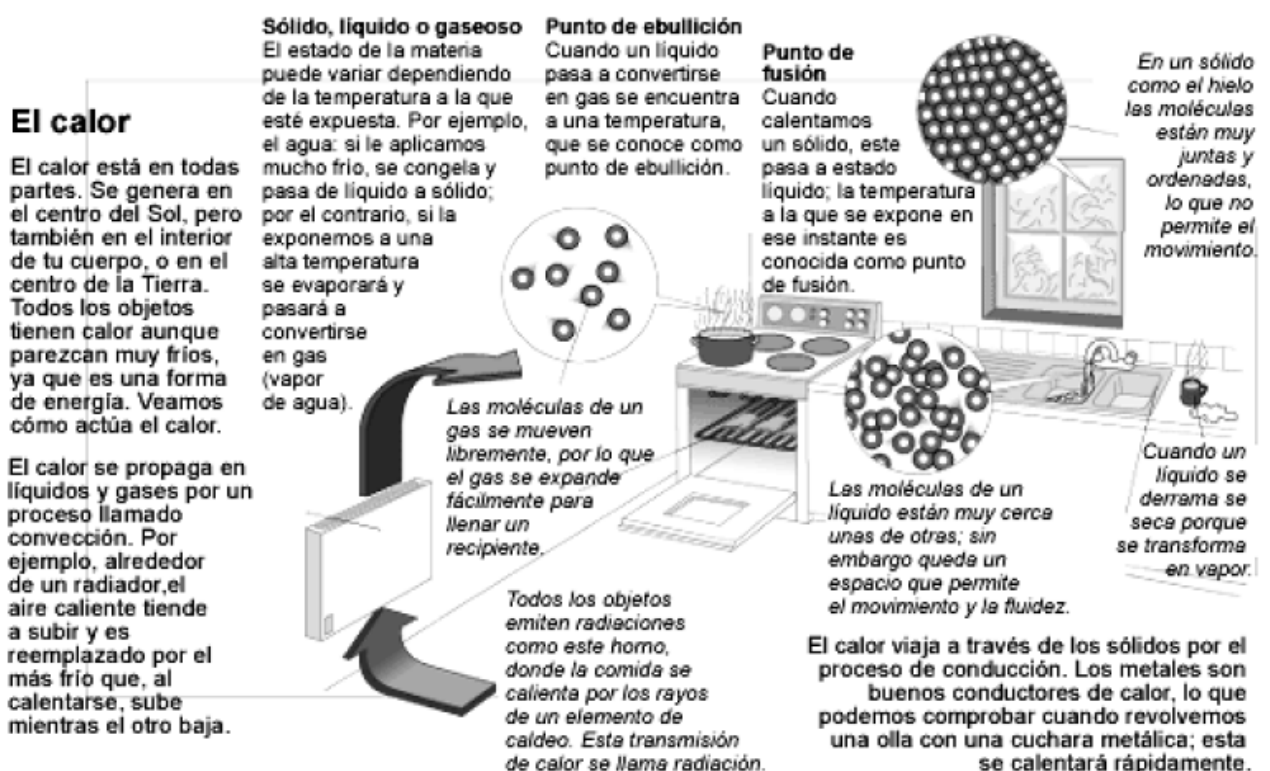 El calor
El calor está en todas
partes. Se genera en
el centro del Sol, pero
también en el interior
de tu cuerpo, o en el
centro de la Tierra.
Todos los objetos
tienen calor aunque
parezcan muy fríos,
ya que es una forma
de energía. Veamos
cómo actúa el calor.
El calor se propaga en
líquidos y gases por un
proceso llamado
convección. Por
ejemplo, alrededor
de un radiador,el
aire caliente tiende
a subir y es
reemplazado por el
más frío que, al
calentarse, sube
mientras el otro baja.
Sólido, líquido o gaseoso
El estado de la materia
puede variar dependiendo
de la temperatura a la que
esté expuesta. Por ejemplo,
el agua: si le aplicamos
mucho frío, se congela y
pasa de líquido a sólido;
por el contrario, si la
exponemos a una
alta temperatura
se evaporará y
pasará a
convertirse
en gas
(vapor
de agua).
Punto de ebullición
Cuando un líquido
pasa a convertirse
en gas se encuentra
a una temperatura,
que se conoce como
punto de ebullición.
Punto de
fusión
Cuando
calentamos
un sólido, este
pasa a estado
líquido; la temperatura
a la que se expone en
ese instante es
conocida como punto
de fusión.
En un sólido
como el hielo
las moléculas
están muy
juntas y
ordenadas,
lo que no
permite el
movimiento.
Las moléculas de un
gas se mueven
libremente, por lo que
el gas se expande
fácilmente para
llenar un
recipiente.
Las moléculas de un
líquido están muy cerca
unas de otras; sin
embargo queda un
espacio que permite
el movimiento y la fluidez.
Cuando un
líquido se
derrama se
seca porque
se transforma
en vapor.
Todos los objetos
emiten radiaciones
como este horno,
donde la comida se
calienta por los rayos
de un elemento de
caldeo. Esta transmisión
de calor se llama radiación.
El calor viaja a través de los sólidos por el
proceso de conducción. Los metales son
buenos conductores de calor, lo que
podemos comprobar cuando revolvemos
una olla con una cuchara metálica; esta
se calentará rápidamente.